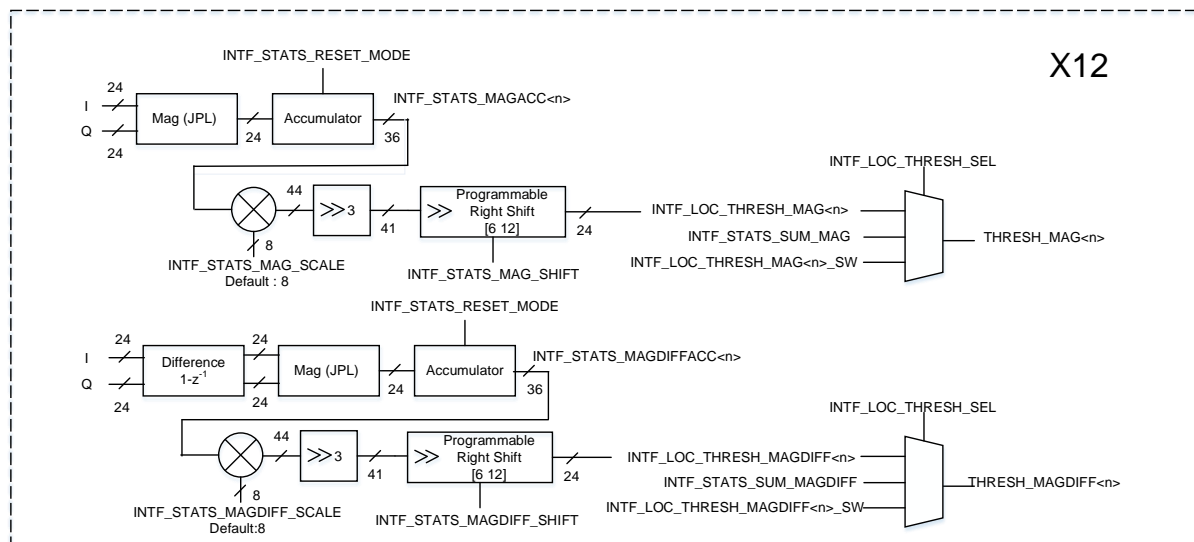 X12
INTF_STATS_RESET_MODE
24
I
Q
24
Mag (JPL)
24
Accumulator
36
INTF_STATS_MAGACC<n>
44
8
INTF_STATS_MAG_SCALE
Default : 8
>>3
41
>>
Programmable
Right Shift
[6 12]
24
INTF_STATS_MAG_SHIFT
INTF_LOC_THRESH_SEL
INTF_LOC_THRESH_MAG<n>
INTF_STATS_SUM_MAG
INTF_LOC_THRESH_MAG<n>_SW
THRESH_MAG<n>
INTF_STATS_RESET_MODE
24
I
Q
24
Difference
1-z⁻¹
24
24
Mag (JPL)
24
Accumulator
36
INTF_STATS_MAGDIFFACC<n>
44
8
INTF_STATS_MAGDIFF_SCALE
Default:8
>>3
41
>>
Programmable
Right Shift
[6 12]
24
INTF_STATS_MAGDIFF_SHIFT
INTF_LOC_THRESH_SEL
INTF_LOC_THRESH_MAGDIFF<n>
INTF_STATS_SUM_MAGDIFF
INTF_LOC_THRESH_MAGDIFF<n>_SW
THRESH_MAGDIFF<n>